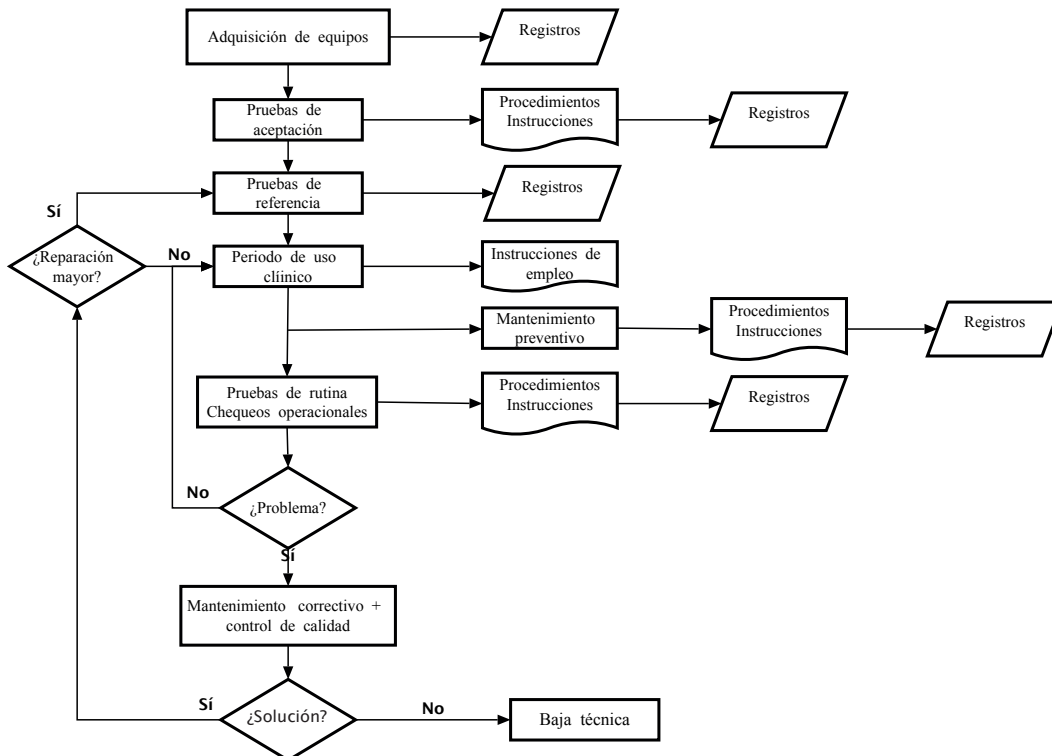 Adquisición de equipos
Registros
Pruebas de
aceptación
Procedimientos
Instrucciones
Registros
Pruebas de
referencia
Registros
Sí
¿Reparación
mayor?
No
Periodo de uso
clíinico
Instrucciones de
empleo
Mantenimiento
preventivo
Procedimientos
Instrucciones
Registros
Pruebas de rutina
Chequeos operacionales
Procedimientos
Instrucciones
Registros
No
¿Problema?
Sí
Mantenimiento correctivo +
control de calidad
Sí
¿Solución?
No
Baja técnica